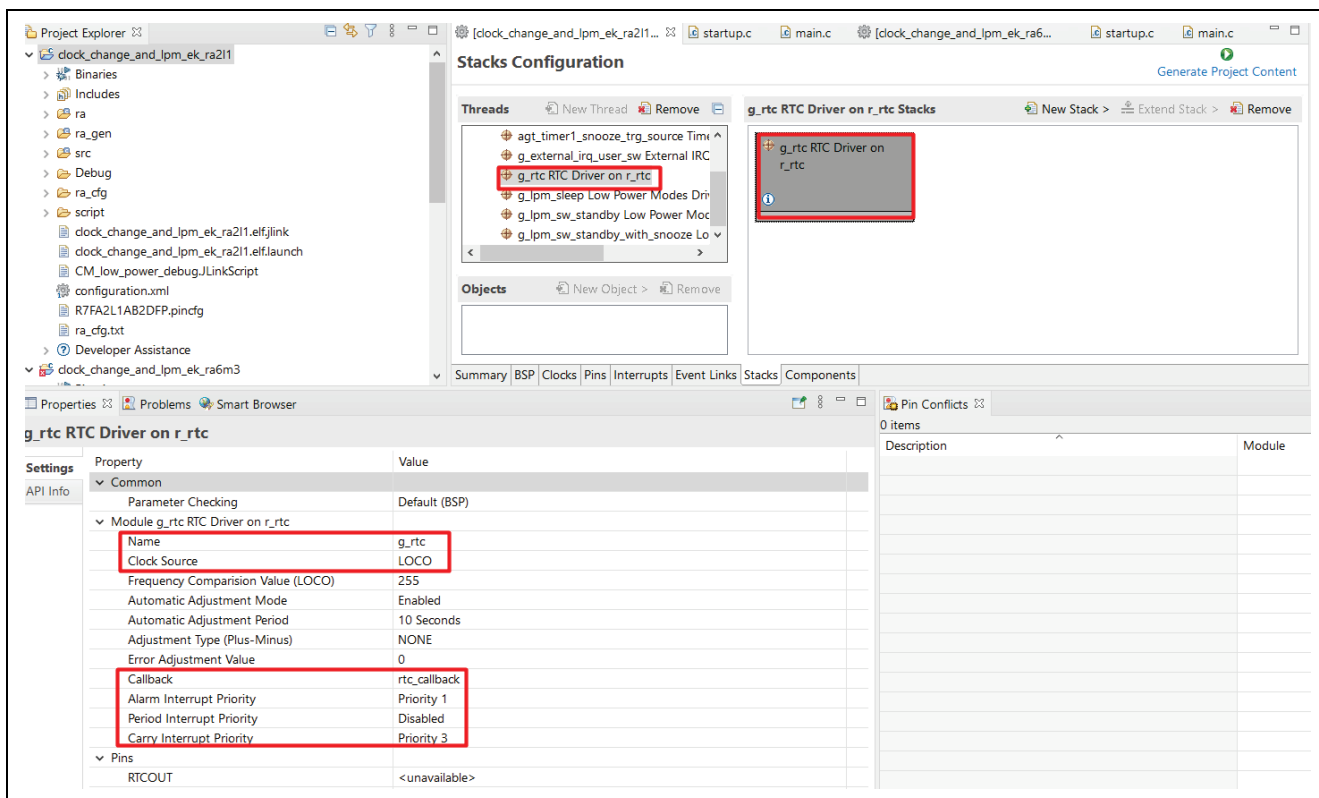 Project Explorer
clock_change_and_lpm_ek_ra2l1
Binaries
Includes
ra
ra_gen
src
Debug
ra_cfg
script
clock_change_and_lpm_ek_ra2l1.elf.jlink
clock_change_and_lpm_ek_ra2l1.elf.launch
CM_low_power_debug.JLinkScript
configuration.xml
R7FA2L1AB2DFP.pincfg
ra_cfg.txt
Developer Assistance
clock_change_and_lpm_ek_ra6m3
[clock_change_and_lpm_ek_ra2l1... startup.c main.c [clock_change_and_lpm_ek_ra6... startup.c main.c
Stacks Configuration
Generate Project Content
Threads New Thread Remove
agt_timer1_snooze_trg_source Time
g_external_irq_user_sw External IRC
g_rtc RTC Driver on r_rtc
g_lpm_sleep Low Power Modes Driv
g_lpm_sw_standby Low Power Moc
g_lpm_sw_standby_with_snooze Lo
Objects New Object > Remove
g_rtc RTC Driver on r_rtc Stacks New Stack > Extend Stack > Remove
g_rtc RTC Driver on
r_rtc
Summary BSP Clocks Pins Interrupts Event Links Stacks Components
Properties Problems Smart Browser
g_rtc RTC Driver on r_rtc
Settings
API Info
Property Value
Common
Parameter Checking Default (BSP)
Module g_rtc RTC Driver on r_rtc
Name g_rtc
Clock Source LOCO
Frequency Comparision Value (LOCO) 255
Automatic Adjustment Mode Enabled
Automatic Adjustment Period 10 Seconds
Adjustment Type (Plus-Minus) NONE
Error Adjustment Value 0
Callback rtc_callback
Alarm Interrupt Priority Priority 1
Period Interrupt Priority Disabled
Carry Interrupt Priority Priority 3
Pins
RTCOUT <unavailable>
Pin Conflicts
0 items
Description Module